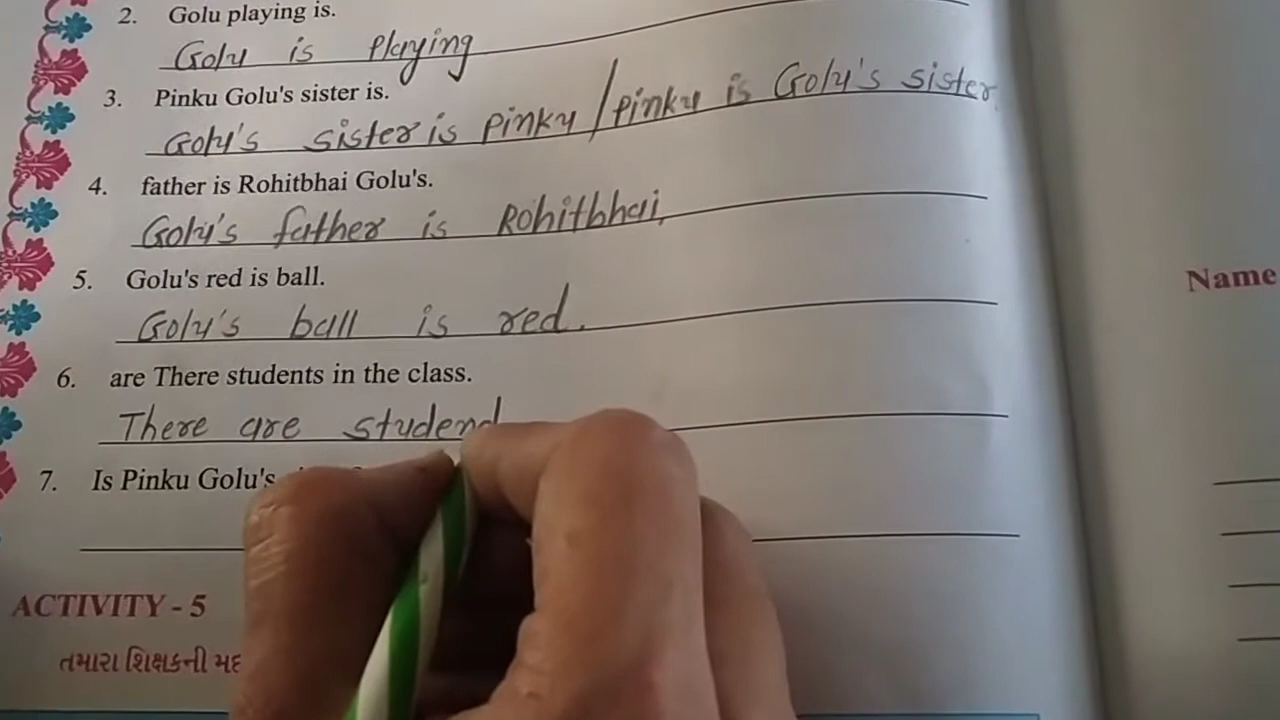 2. Golu playing is.
Golu is playing
3. Pinku Golu's sister is.
Golu's sister is pinku / pinku is Golu's sister
4. father is Rohitbhai Golu's.
Golu's father is Rohitbhai.
5. Golu's red is ball.
Golu's ball is red.
6. are There students in the class.
There are studen
7. Is Pinku Golu's
ACTIVITY - 5
તમારા શિક્ષકની
Name